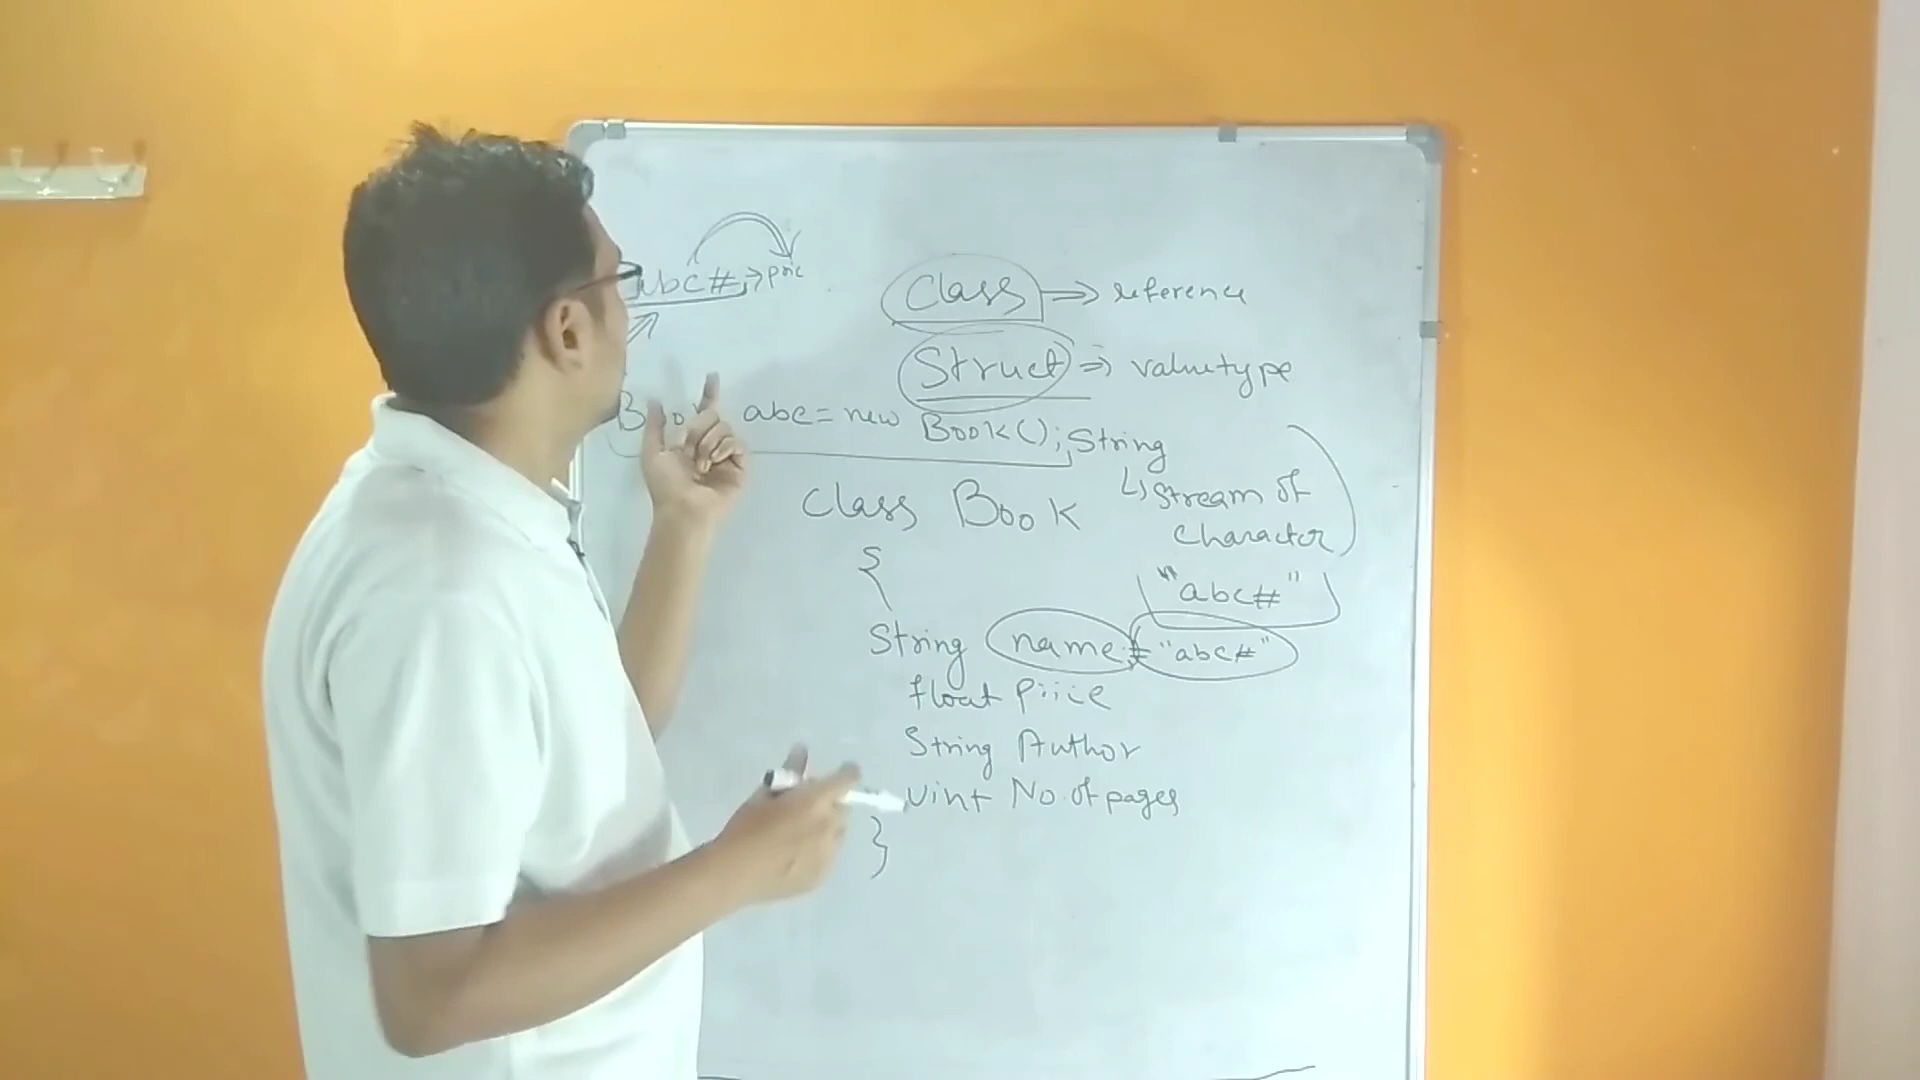 abc# → pric
Class ⇒ reference
Struct ⇒ valuetype
Book abc = new Book();
String
↳ Stream of
Character
"abc#"
class Book
{
String name = "abc#"
float Price
String Author
Uint No. of pages
}